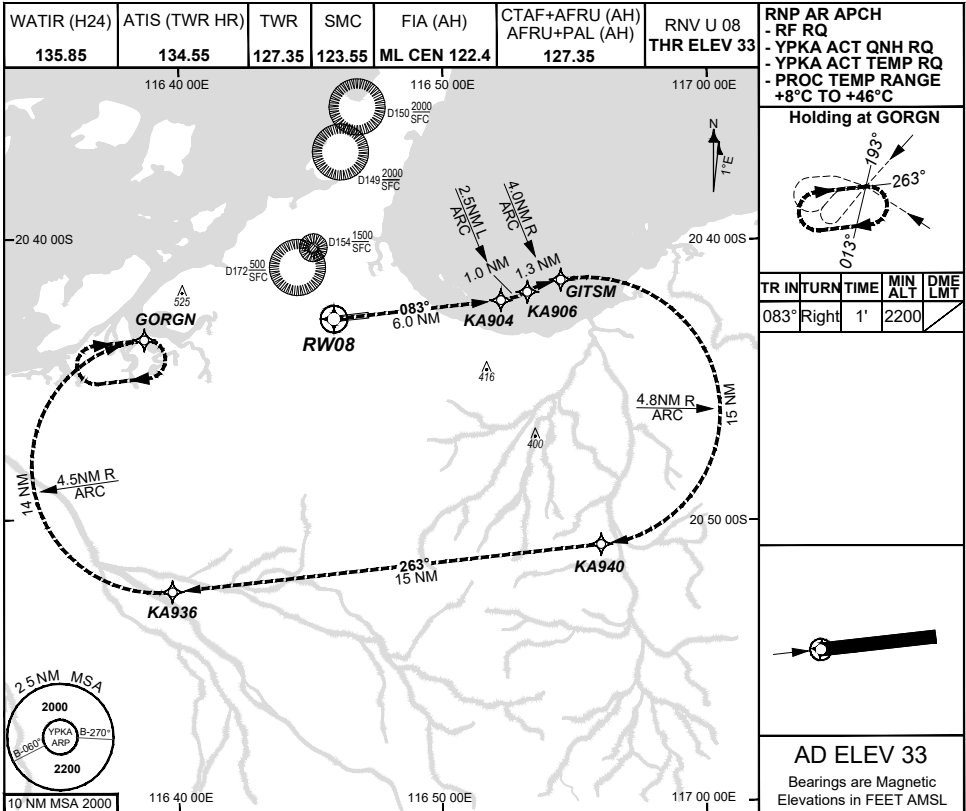 WATIR (H24)
135.85
ATIS (TWR HR)
134.55
TWR
127.35
SMC
123.55
FIA (AH)
ML CEN 122.4
CTAF+AFRU (AH)
AFRU+PAL (AH)
127.35
RNV U 08
THR ELEV 33
RNP AR APCH
- RF RQ
- YPKA ACT QNH RQ
- YPKA ACT TEMP RQ
- PROC TEMP RANGE
+8°C TO +46°C
116 40 00E
116 50 00E
117 00 00E
D150 2000
SFC
D149 2000
SFC
D154 1500
SFC
D172 500
SFC
N
1°E
Holding at GORGN
193°
263°
013°
20 40 00S
20 40 00S
2.5NM L
ARC
4.0NM R
ARC
1.0 NM
1.3 NM
GITSM
KA906
KA904
083°
6.0 NM
RW08
525
GORGN
416
400
TR IN
TURN
TIME
MIN
ALT
DME
LMT
083°
Right
1'
2200
4.8NM R
ARC
15 NM
4.5NM R
ARC
14 NM
20 50 00S
KA940
263°
15 NM
KA936
25NM MSA
2000
YPKA
ARP
B-270°
B-060°
2200
10 NM MSA 2000
116 40 00E
116 50 00E
117 00 00E
AD ELEV 33
Bearings are Magnetic
Elevations in FEET AMSL